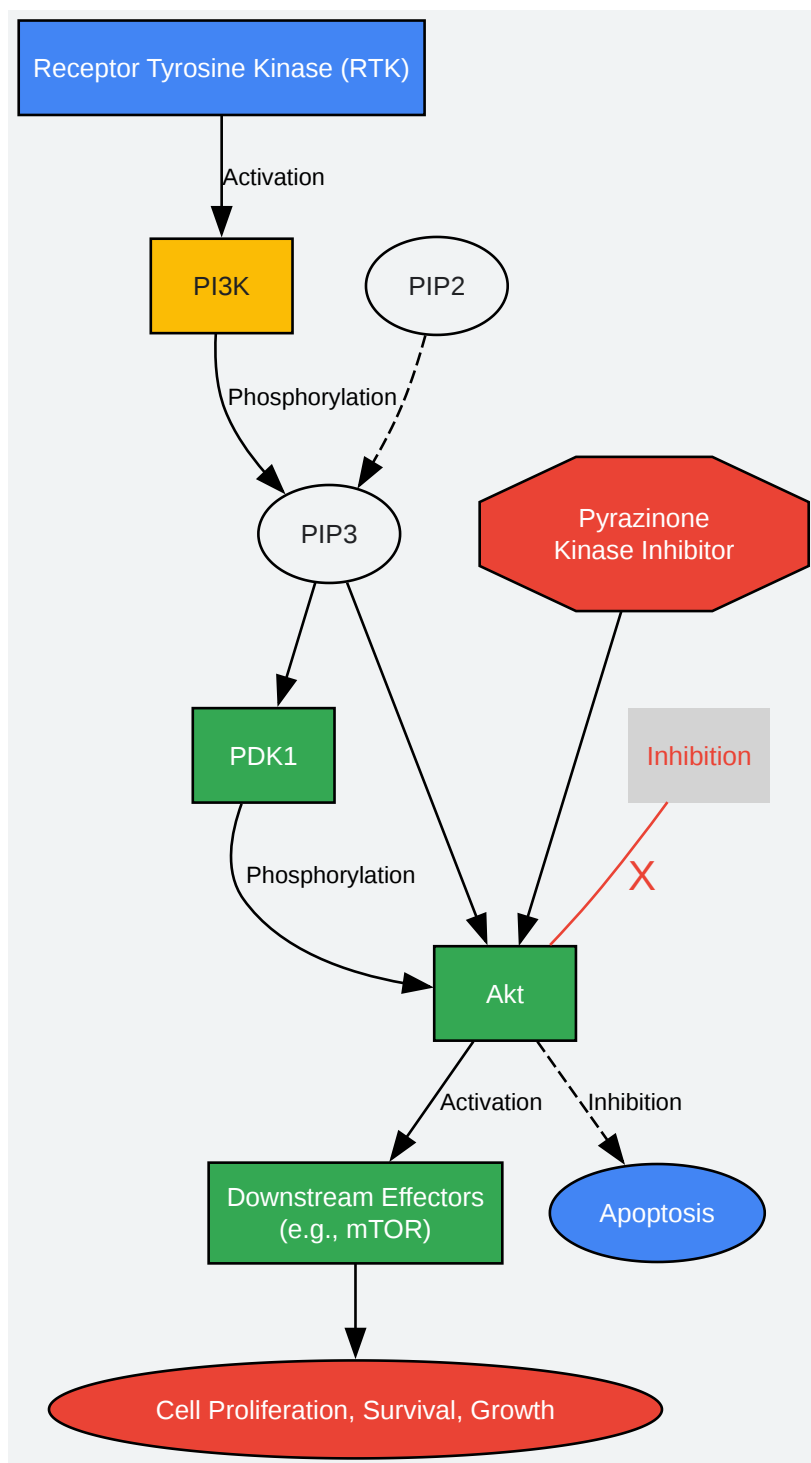 Receptor Tyrosine Kinase (RTK)
Activation
PI3K
PIP2
Phosphorylation
PIP3
Pyrazinone
Kinase Inhibitor
PDK1
Inhibition
X
Phosphorylation
Akt
Activation
Inhibition
Downstream Effectors
(e.g., mTOR)
Apoptosis
Cell Proliferation, Survival, Growth